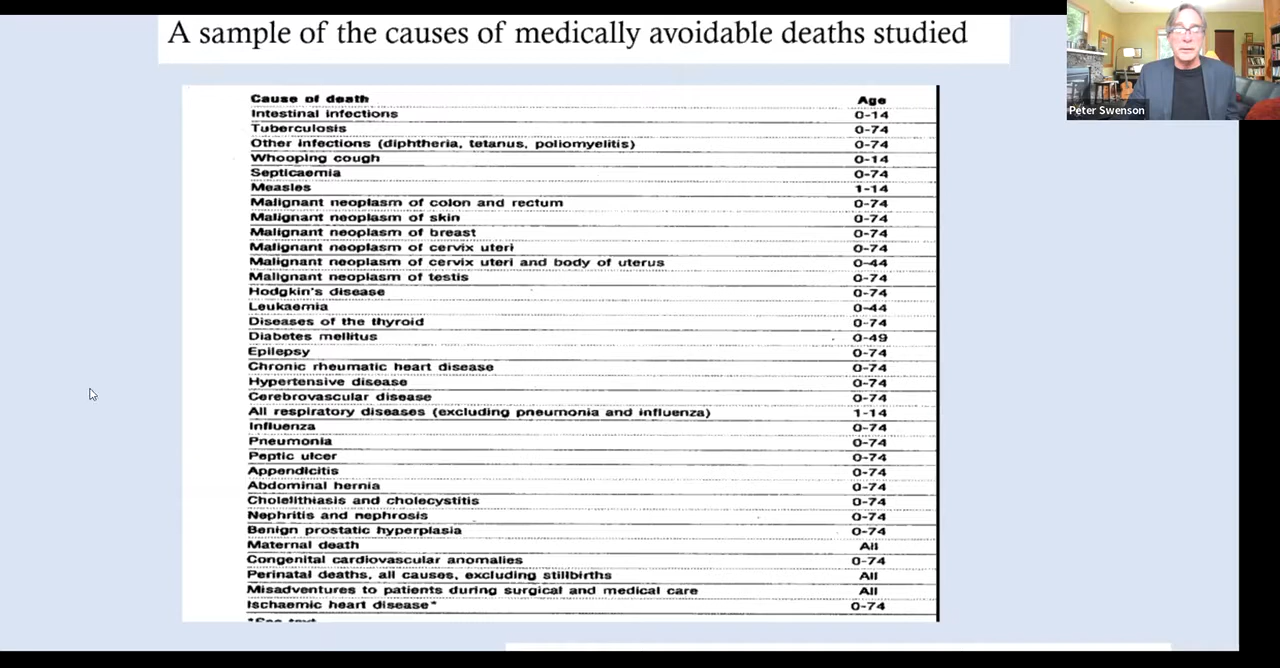 A sample of the causes of medically avoidable deaths studied
Peter Swenson
Cause of death Age
Intestinal infections 0-14
Tuberculosis 0-74
Other infections (diphtheria, tetanus, poliomyelitis) 0-74
Whooping cough 0-14
Septicaemia 0-74
Measles 1-14
Malignant neoplasm of colon and rectum 0-74
Malignant neoplasm of skin 0-74
Malignant neoplasm of breast 0-74
Malignant neoplasm of cervix uteri 0-74
Malignant neoplasm of cervix uteri and body of uterus 0-44
Malignant neoplasm of testis 0-74
Hodgkin's disease 0-74
Leukaemia 0-44
Diseases of the thyroid 0-74
Diabetes mellitus 0-49
Epilepsy 0-74
Chronic rheumatic heart disease 0-74
Hypertensive disease 0-74
Cerebrovascular disease 0-74
All respiratory diseases (excluding pneumonia and influenza) 1-14
Influenza 0-74
Pneumonia 0-74
Peptic ulcer 0-74
Appendicitis 0-74
Abdominal hernia 0-74
Cholelithiasis and cholecystitis 0-74
Nephritis and nephrosis 0-74
Benign prostatic hyperplasia 0-74
Maternal death All
Congenital cardiovascular anomalies 0-74
Perinatal deaths, all causes, excluding stillbirths All
Misadventures to patients during surgical and medical care All
Ischaemic heart disease* 0-74